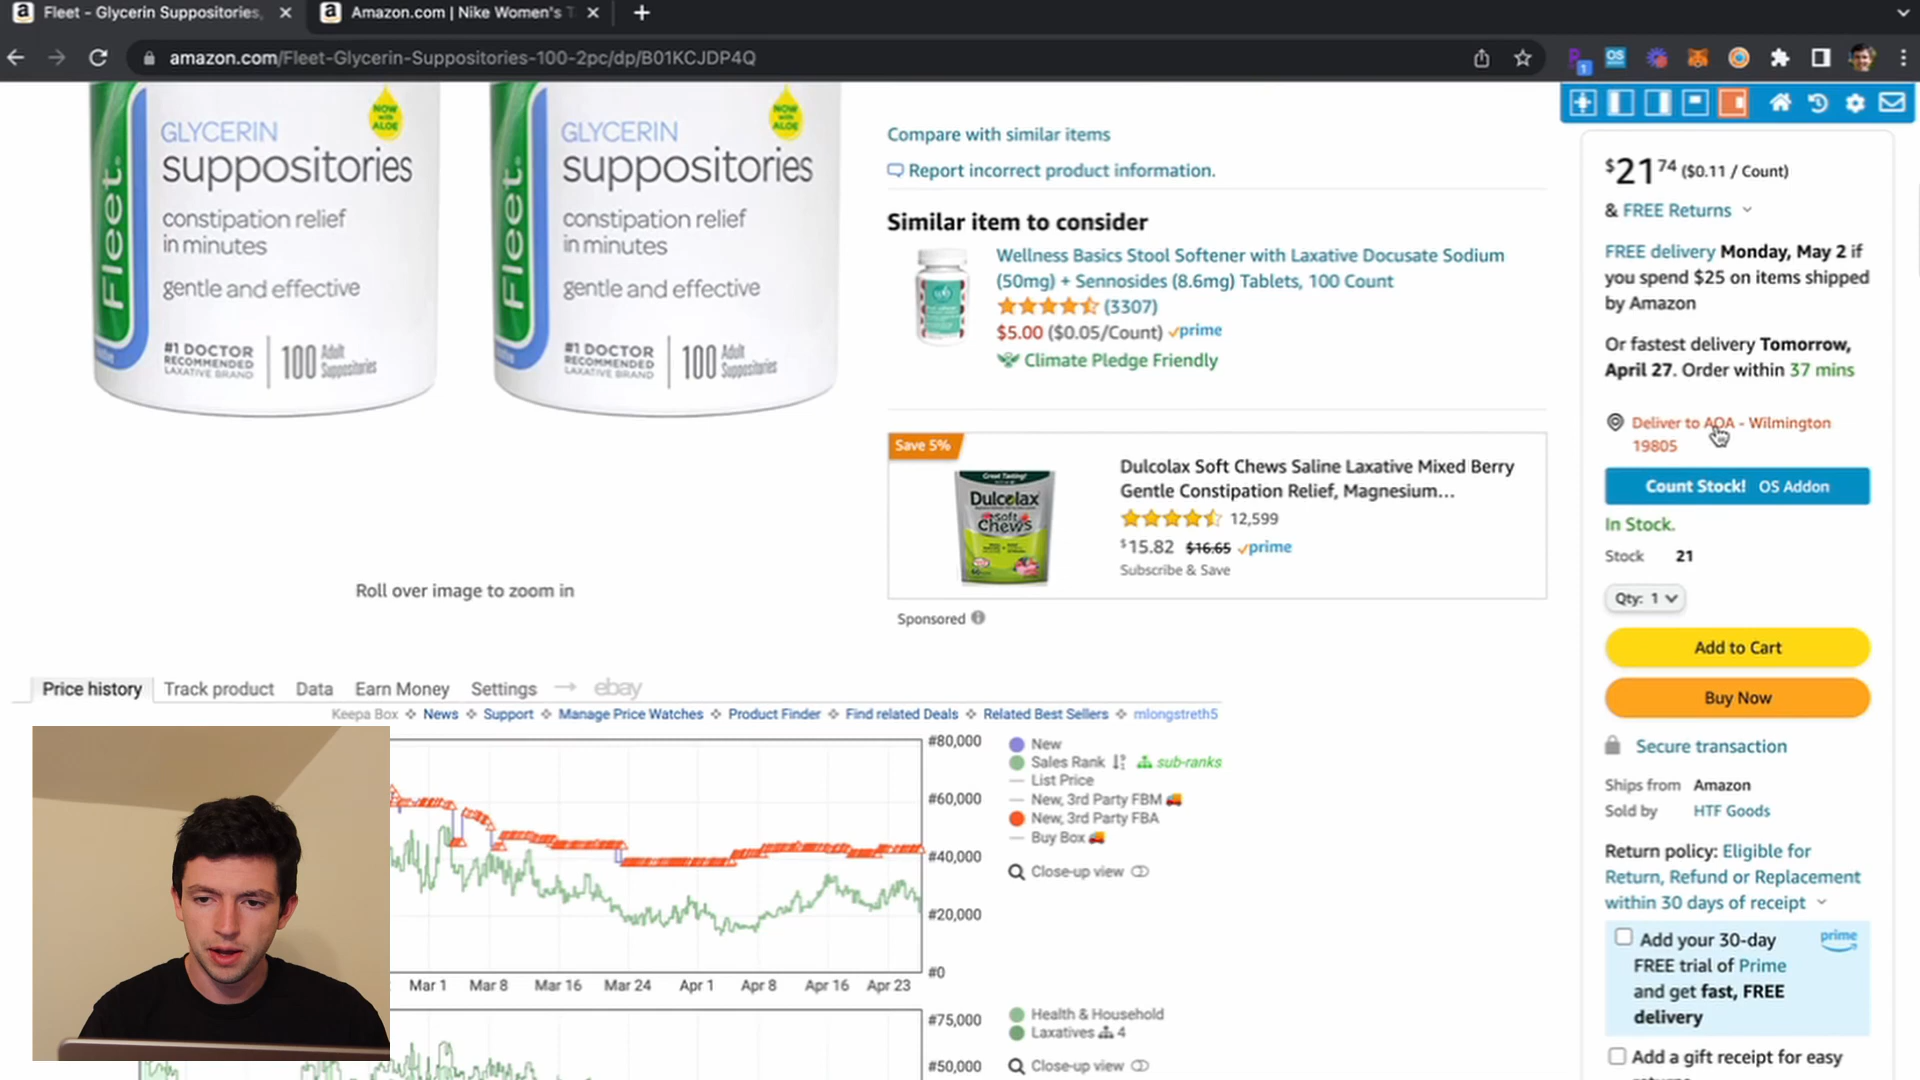 Fleet - Glycerin Suppositories,
Amazon.com | Nike Women's T
amazon.com/Fleet-Glycerin-Suppositories-100-2pc/dp/B01KCJDP4Q
OS
1
Fleet
NOW with ALOE
GLYCERIN
suppositories
constipation relief
in minutes
gentle and effective
#1 DOCTOR
RECOMMENDED
LAXATIVE BRAND
100 Adult
Suppositories
Fleet
NOW with ALOE
GLYCERIN
suppositories
constipation relief
in minutes
gentle and effective
#1 DOCTOR
RECOMMENDED
LAXATIVE BRAND
100 Adult
Suppositories
Roll over image to zoom in
Compare with similar items
Report incorrect product information.
Similar item to consider
Wellness Basics Stool Softener with Laxative Docusate Sodium
(50mg) + Sennosides (8.6mg) Tablets, 100 Count
(3307)
$5.00 ($0.05/Count) prime
Climate Pledge Friendly
Save 5%
Great Tasting!
Dulcolax
Soft
Chews
Dulcolax Soft Chews Saline Laxative Mixed Berry
Gentle Constipation Relief, Magnesium...
12,599
$15.82 $16.65 prime
Subscribe & Save
Sponsored
$21 74 ($0.11 / Count)
& FREE Returns
FREE delivery Monday, May 2 if
you spend $25 on items shipped
by Amazon
Or fastest delivery Tomorrow,
April 27. Order within 37 mins
Deliver to AOA - Wilmington
19805
Count Stock! OS Addon
In Stock.
Stock 21
Qty: 1
Add to Cart
Buy Now
Secure transaction
Ships from Amazon
Sold by HTF Goods
Return policy: Eligible for
Return, Refund or Replacement
within 30 days of receipt
Add your 30-day
FREE trial of Prime
and get fast, FREE
delivery
prime
Add a gift receipt for easy
Price history Track product Data Earn Money Settings → ebay
Keepa Box News Support Manage Price Watches Product Finder Find related Deals Related Best Sellers mlongstreth5
#80,000
#60,000
#40,000
#20,000
#0
Mar 1 Mar 8 Mar 16 Mar 24 Apr 1 Apr 8 Apr 16 Apr 23
New
Sales Rank sub-ranks
List Price
New, 3rd Party FBM
New, 3rd Party FBA
Buy Box
Close-up view
#75,000
#50,000
Health & Household
Laxatives 4
Close-up view